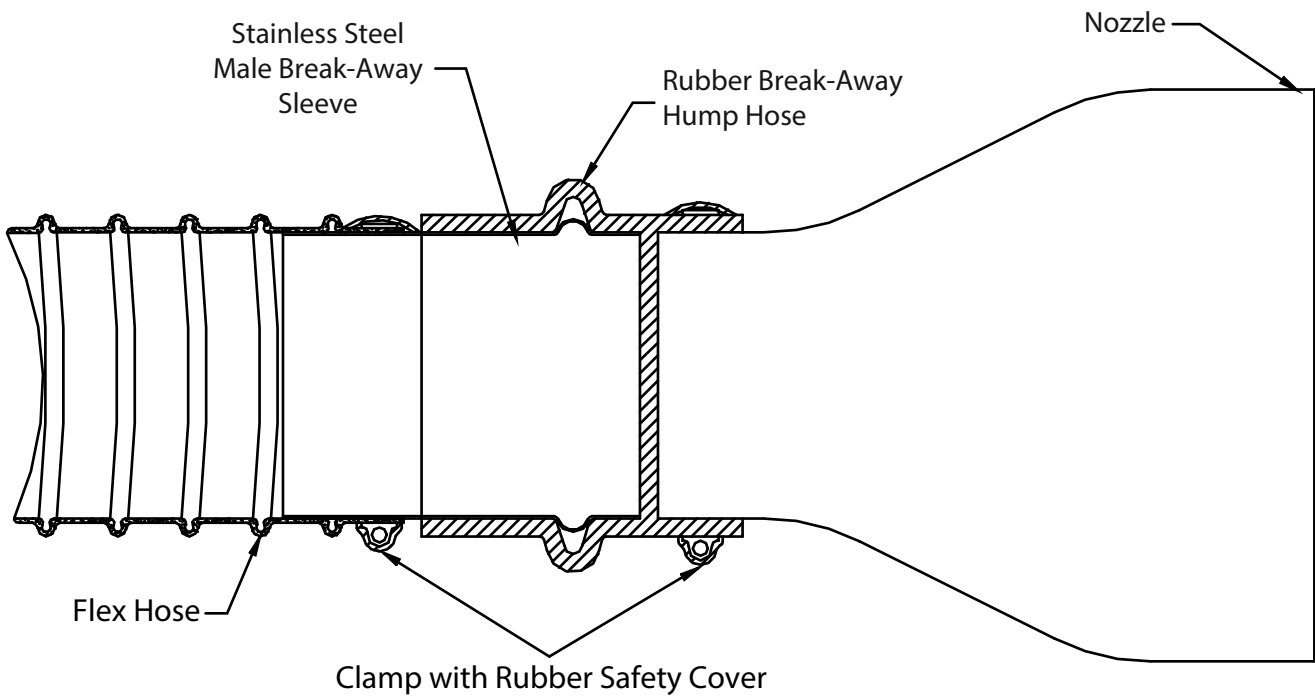 Stainless Steel
Male Break-Away
Sleeve
Rubber Break-Away
Hump Hose
Nozzle
Flex Hose
Clamp with Rubber Safety Cover